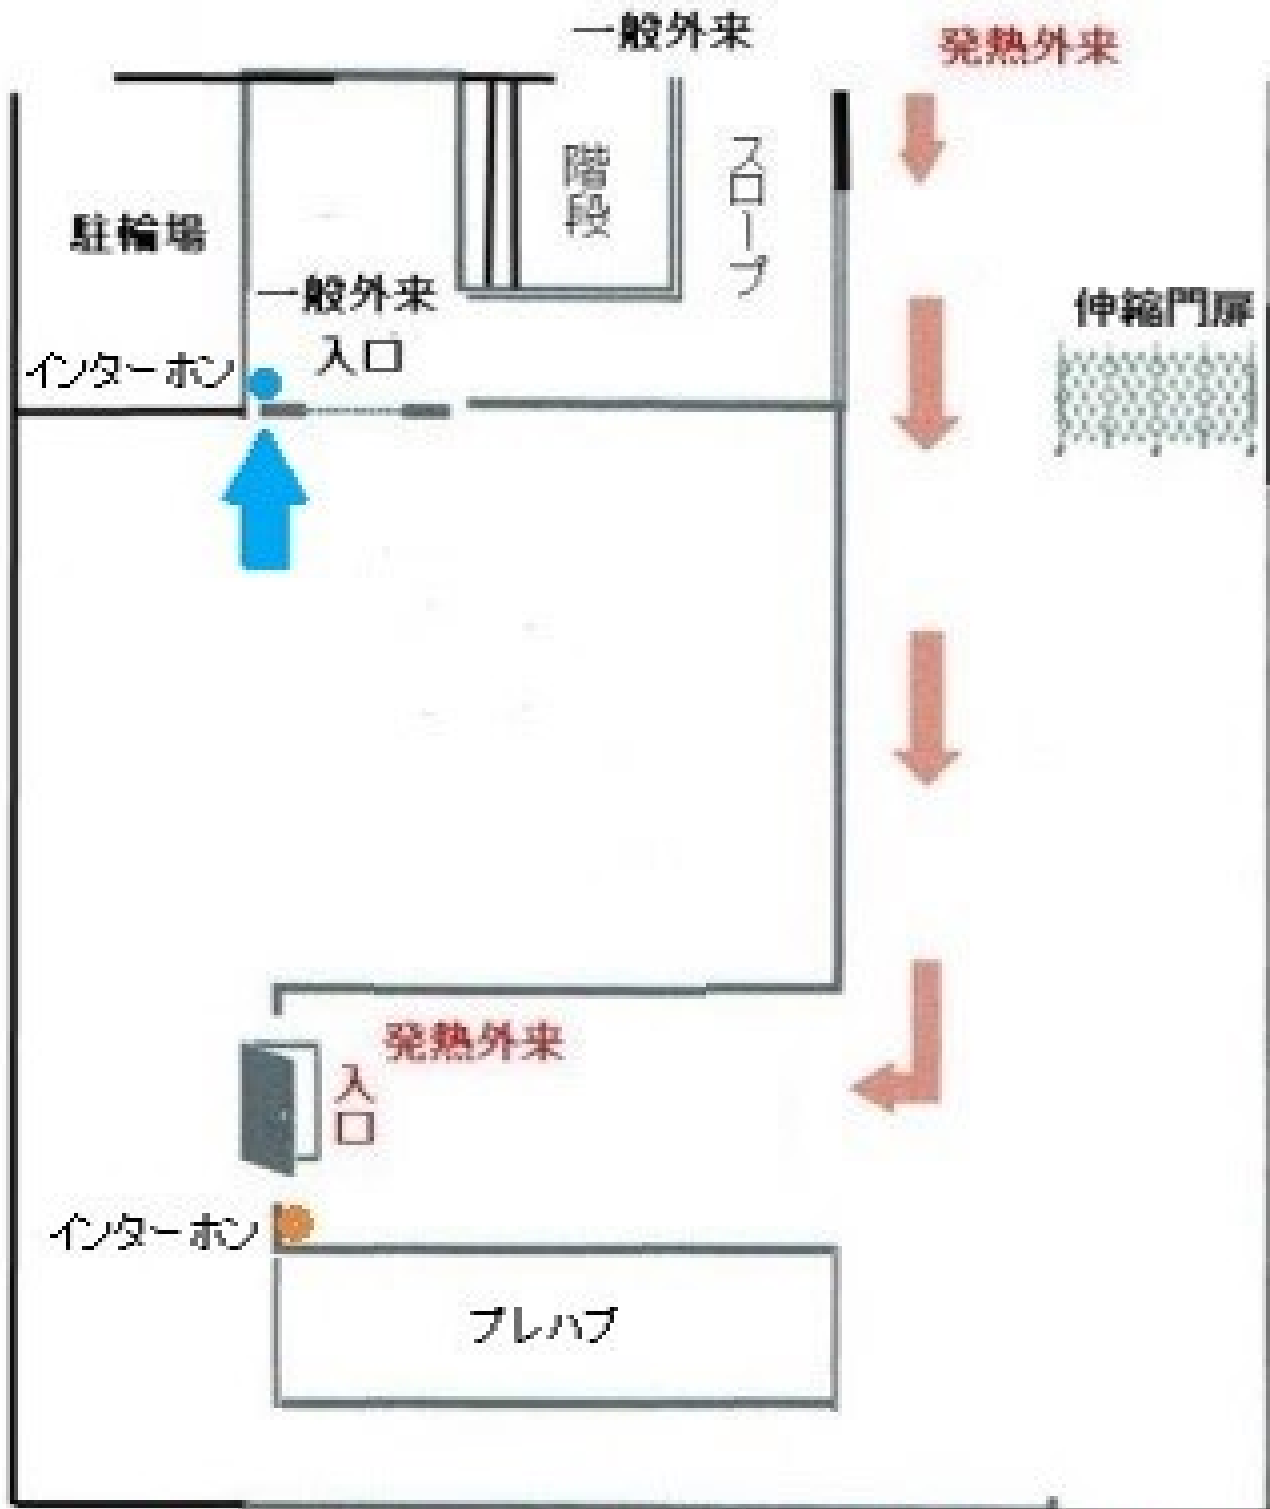 一般外来
発熱外来
階段
スロープ
駐輪場
一般外来
入口
伸縮門扉
インターホン
発熱外来
入口
インターホン
プレハブ